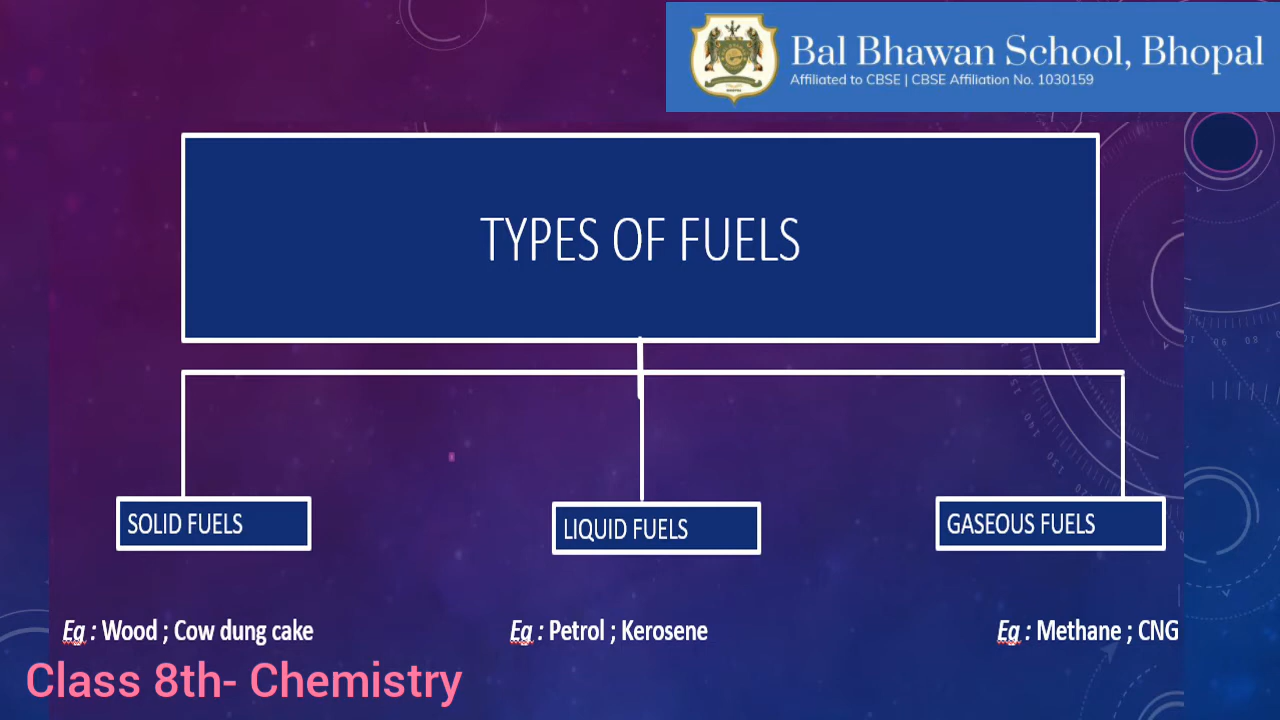 Bal Bhawan School, Bhopal
Affiliated to CBSE | CBSE Affiliation No. 1030159
TYPES OF FUELS
SOLID FUELS
LIQUID FUELS
GASEOUS FUELS
Eg : Wood ; Cow dung cake
Eg : Petrol ; Kerosene
Eg : Methane ; CNG
Class 8th- Chemistry